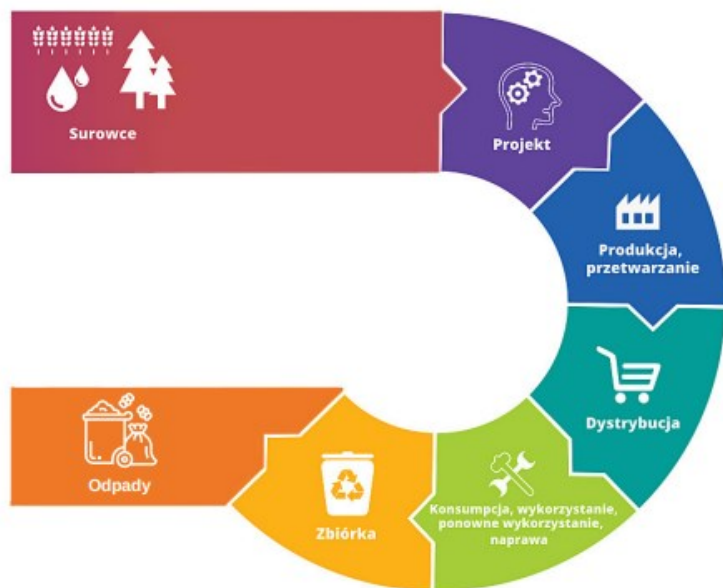 Surowce
Projekt
Produkcja,
przetwarzanie
Dystrybucja
Konsumpcja, wykorzystanie,
ponowne wykorzystanie,
naprawa
Zbiórka
Odpady